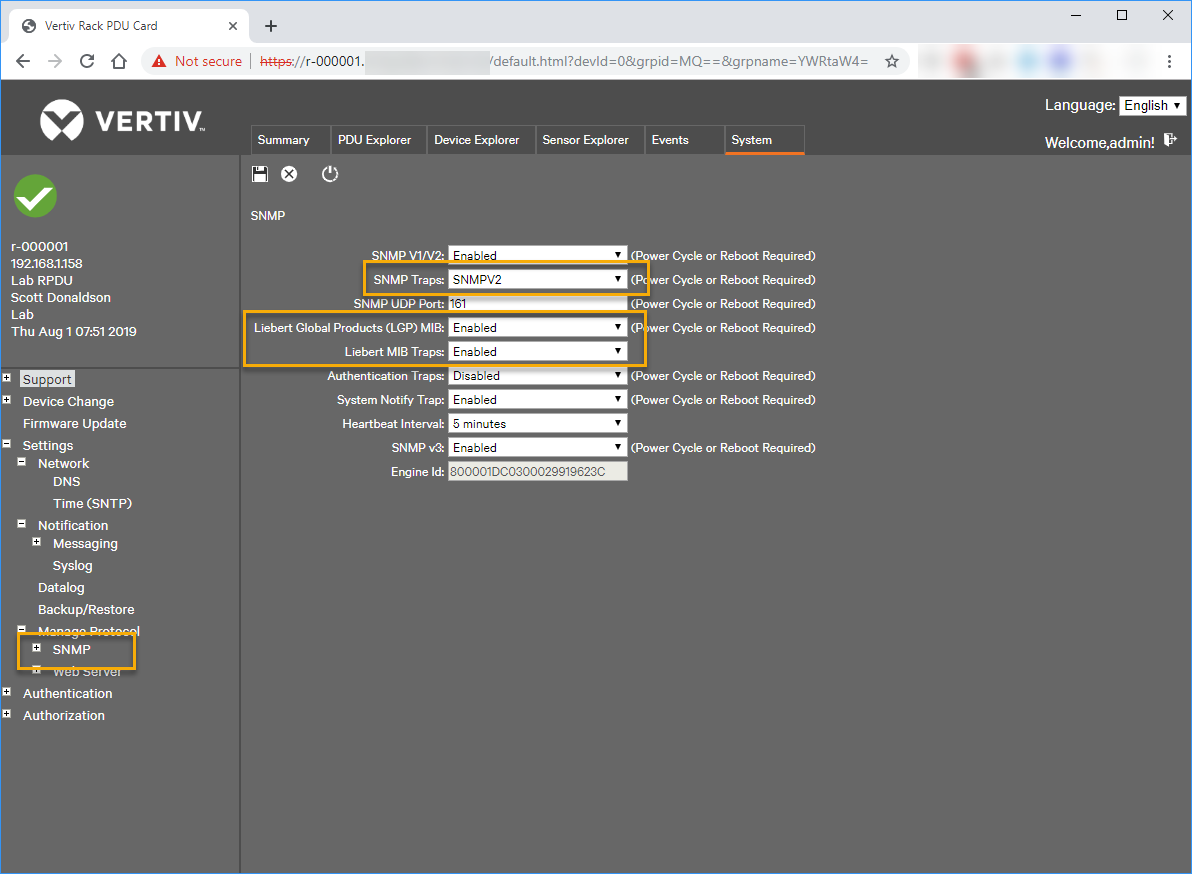 Vertiv Rack PDU Card
Not secure
https://r-000001.
/default.html?devId=0&grpid=MQ==&grpname=YWRtaW4=
VERTIV™
Language: English
Welcome,admin!
Summary
PDU Explorer
Device Explorer
Sensor Explorer
Events
System
r-000001
192.168.1.158
Lab RPDU
Scott Donaldson
Lab
Thu Aug 1 07:51 2019
Support
Device Change
Firmware Update
Settings
Network
DNS
Time (SNTP)
Notification
Messaging
Syslog
Datalog
Backup/Restore
Manage Protocol
SNMP
Web Server
Authentication
Authorization
SNMP
SNMP V1/V2: Enabled (Power Cycle or Reboot Required)
SNMP Traps: SNMPV2 (Power Cycle or Reboot Required)
SNMP UDP Port: 161 (Power Cycle or Reboot Required)
Liebert Global Products (LGP) MIB: Enabled (Power Cycle or Reboot Required)
Liebert MIB Traps: Enabled
Authentication Traps: Disabled (Power Cycle or Reboot Required)
System Notify Trap: Enabled (Power Cycle or Reboot Required)
Heartbeat Interval: 5 minutes
SNMP v3: Enabled (Power Cycle or Reboot Required)
Engine Id: 800001DC0300029919623C